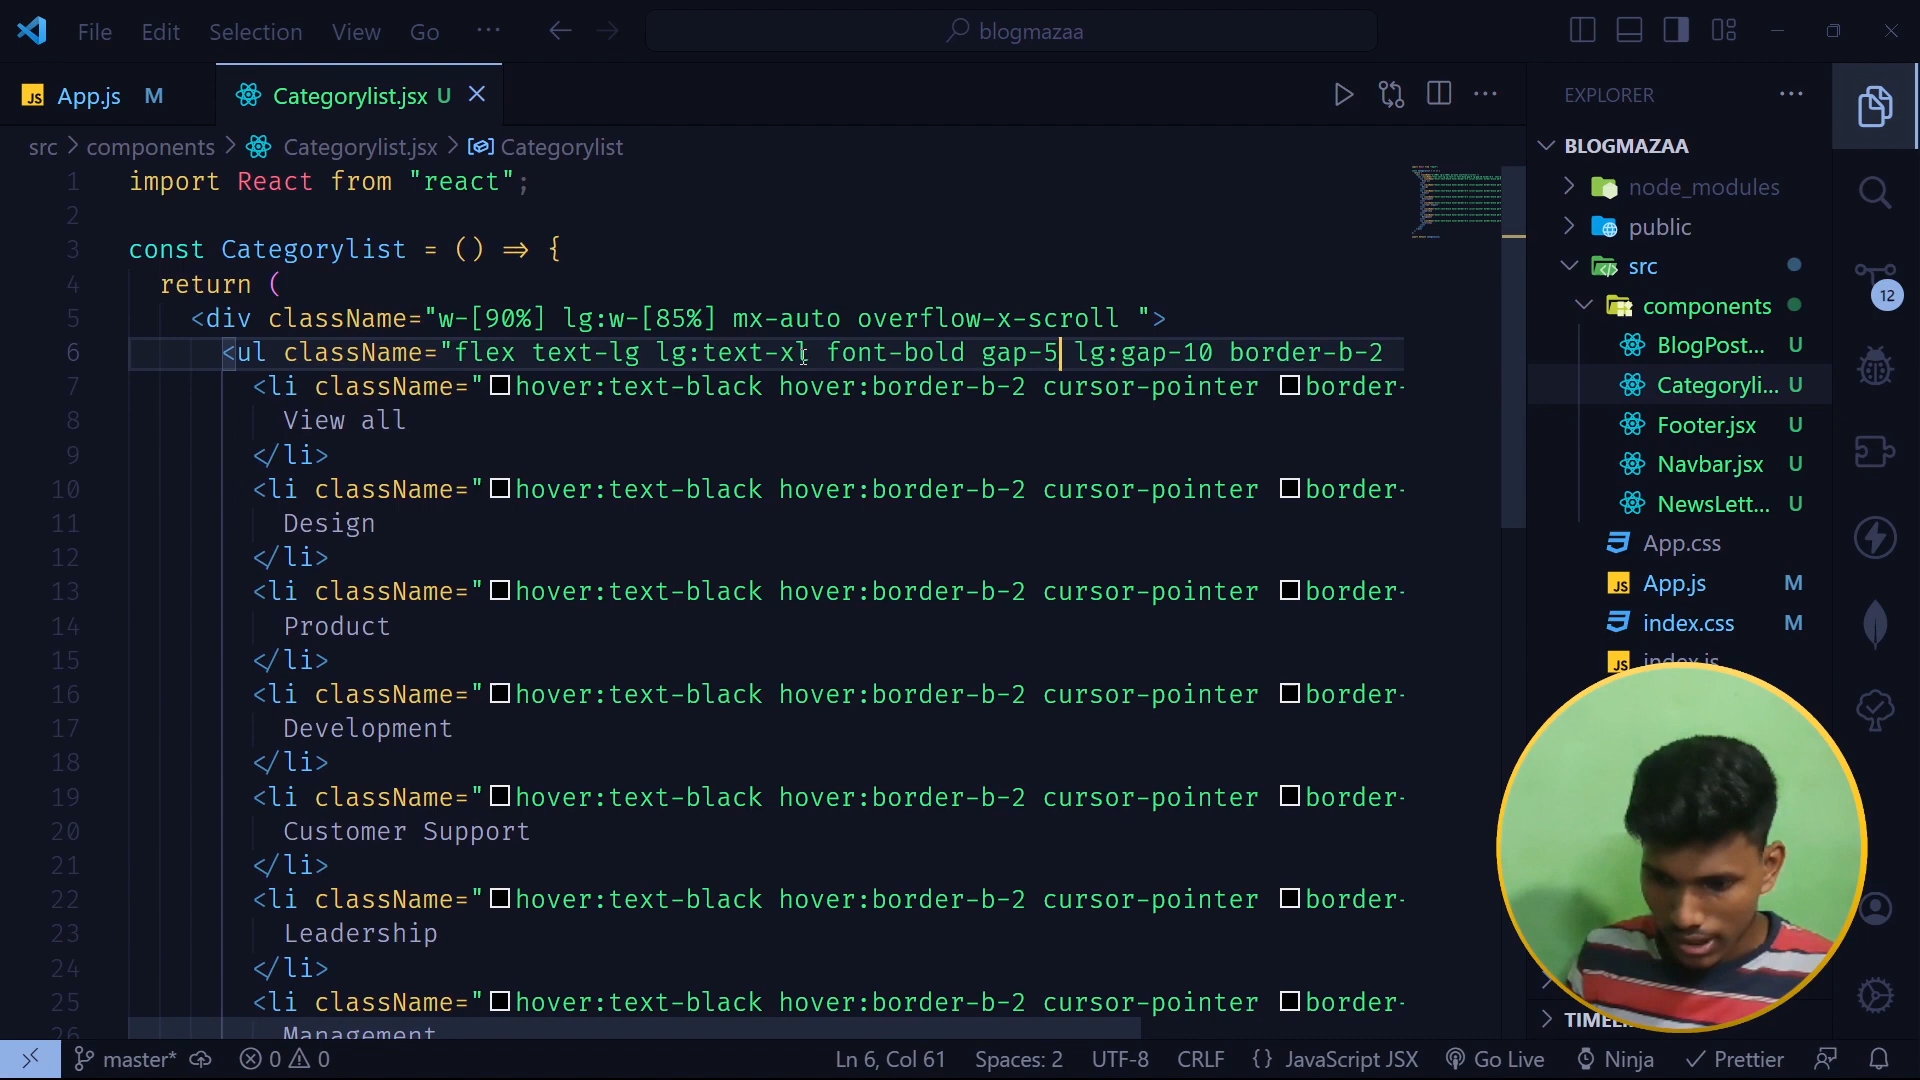 File Edit Selection View Go ··· blogmazaa
JS App.js M Categorylist.jsx U
src > components > Categorylist.jsx > Categorylist
1 import React from "react";
2
3 const Categorylist = () => {
4 return (
5 <div className="w-[90%] lg:w-[85%] mx-auto overflow-x-scroll ">
6 <ul className="flex text-lg lg:text-xl font-bold gap-5 lg:gap-10 border-b-2
7 <li className="hover:text-black hover:border-b-2 cursor-pointer border-
8 View all
9 </li>
10 <li className="hover:text-black hover:border-b-2 cursor-pointer border-
11 Design
12 </li>
13 <li className="hover:text-black hover:border-b-2 cursor-pointer border-
14 Product
15 </li>
16 <li className="hover:text-black hover:border-b-2 cursor-pointer border-
17 Development
18 </li>
19 <li className="hover:text-black hover:border-b-2 cursor-pointer border-
20 Customer Support
21 </li>
22 <li className="hover:text-black hover:border-b-2 cursor-pointer border-
23 Leadership
24 </li>
25 <li className="hover:text-black hover:border-b-2 cursor-pointer border-
26 Management
EXPLORER ···
BLOGMAZAA
node_modules
public
src
components
BlogPost... U
Categoryli... U
Footer.jsx U
Navbar.jsx U
NewsLett... U
App.css
JS App.js M
index.css M
JS index.js
12
master* 0 0 Ln 6, Col 61 Spaces: 2 UTF-8 CRLF {} JavaScript JSX Go Live Ninja Prettier